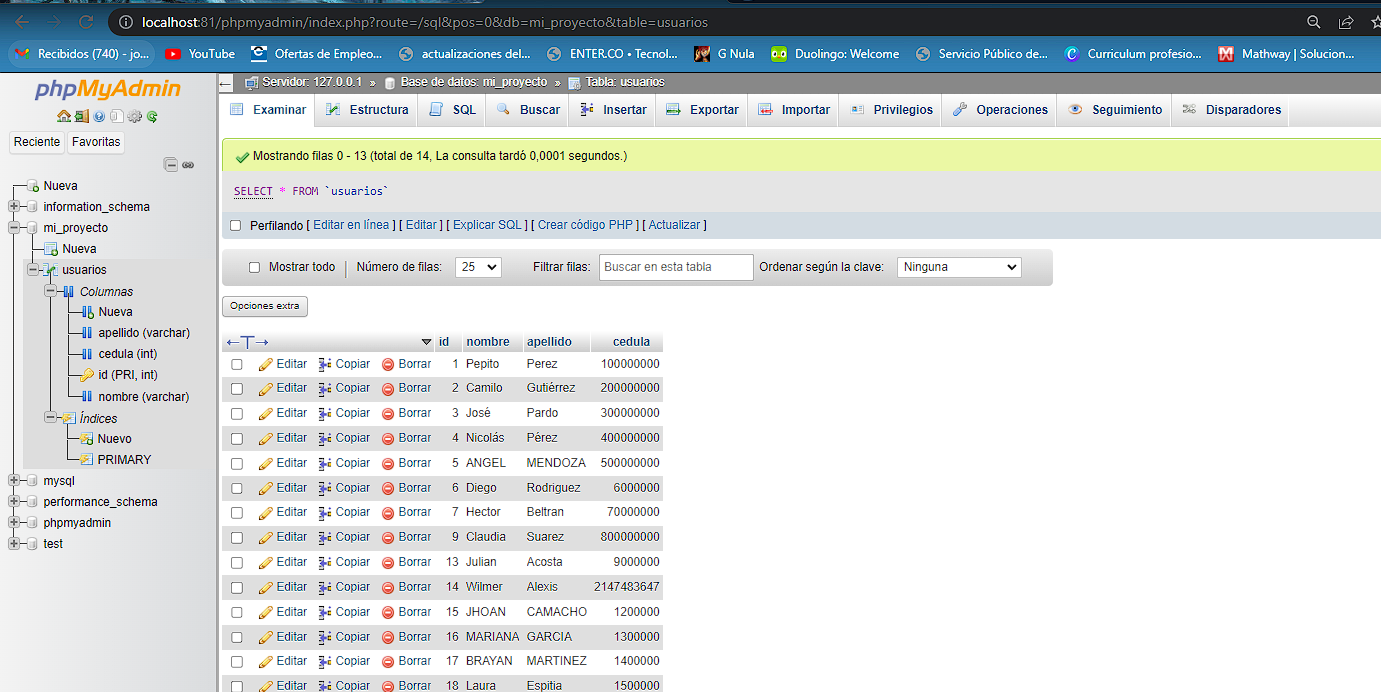 localhost:81/phpmyadmin/index.php?route=/sql&pos=0&db=mi_proyecto&table=usuarios
Recibidos (740) - jo... YouTube Ofertas de Empleo... actualizaciones del... ENTER.CO • Tecnol... G Nula Duolingo: Welcome Servicio Público de... Curriculum profesio... Mathway | Solucion...
phpMyAdmin
Reciente Favoritas
Nueva
information_schema
mi_proyecto
Nueva
usuarios
Columnas
Nueva
apellido (varchar)
cedula (int)
id (PRI, int)
nombre (varchar)
Índices
Nuevo
PRIMARY
mysql
performance_schema
phpmyadmin
test
Servidor: 127.0.0.1 » Base de datos: mi_proyecto » Tabla: usuarios
Examinar Estructura SQL Buscar Insertar Exportar Importar Privilegios Operaciones Seguimiento Disparadores
Mostrando filas 0 - 13 (total de 14, La consulta tardó 0,0001 segundos.)
SELECT * FROM `usuarios`
Perfilando [ Editar en línea ] [ Editar ] [ Explicar SQL ] [ Crear código PHP ] [ Actualizar ]
Mostrar todo | Número de filas: 25 Filtrar filas: Buscar en esta tabla Ordenar según la clave: Ninguna
Opciones extra
←T→ id nombre apellido cedula
Editar Copiar Borrar 1 Pepito Perez 100000000
Editar Copiar Borrar 2 Camilo Gutiérrez 200000000
Editar Copiar Borrar 3 José Pardo 300000000
Editar Copiar Borrar 4 Nicolás Pérez 400000000
Editar Copiar Borrar 5 ANGEL MENDOZA 500000000
Editar Copiar Borrar 6 Diego Rodriguez 6000000
Editar Copiar Borrar 7 Hector Beltran 70000000
Editar Copiar Borrar 9 Claudia Suarez 800000000
Editar Copiar Borrar 13 Julian Acosta 9000000
Editar Copiar Borrar 14 Wilmer Alexis 2147483647
Editar Copiar Borrar 15 JHOAN CAMACHO 1200000
Editar Copiar Borrar 16 MARIANA GARCIA 1300000
Editar Copiar Borrar 17 BRAYAN MARTINEZ 1400000
Editar Copiar Borrar 18 Laura Espitia 1500000